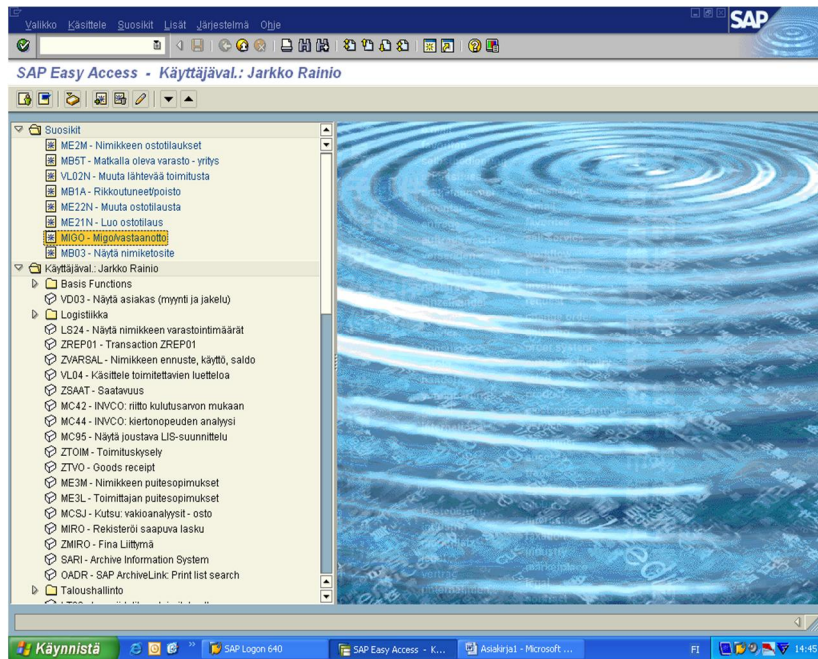 Valikko Käsittele Suosikit Lisät Järjestelmä Ohje
SAP
SAP Easy Access - Käyttäjäval.: Jarkko Rainio
Suosikit
ME2M - Nimikkeen ostotilaukset
MB5T - Matkalla oleva varasto - yritys
VL02N - Muuta lähtevää toimitusta
MB1A - Rikkoutuneet/poisto
ME22N - Muuta ostotilausta
ME21N - Luo ostotilaus
MIGO - Migo/vastaanotto
MB03 - Näytä nimiketosite
Käyttäjäval.: Jarkko Rainio
Basis Functions
VD03 - Näytä asiakas (myynti ja jakelu)
Logistiikka
LS24 - Näytä nimikkeen varastointimäärät
ZREP01 - Transaction ZREP01
ZVARSAL - Nimikkeen ennuste, käyttö, saldo
VL04 - Käsittele toimitettavien luetteloa
ZSAAT - Saatavuus
MC42 - INVCO: riitto kulutusarvon mukaan
MC44 - INVCO: kiertonopeuden analyysi
MC95 - Näytä joustava LIS-suunnittelu
ZTOIM - Toimituskysely
ZTVO - Goods receipt
ME3M - Nimikkeen puitesopimukset
ME3L - Toimittajan puitesopimukset
MCSJ - Kutsu: vakioanalyysit - osto
MIRO - Rekisteröi saapuva lasku
ZMIRO - Fina Liittymä
SARI - Archive Information System
OADR - SAP ArchiveLink: Print list search
Taloushallinto
industry
marketplace
Käynnistä
SAP Logon 640
SAP Easy Access - K...
Asiakirja1 - Microsoft ...
FI
14:45